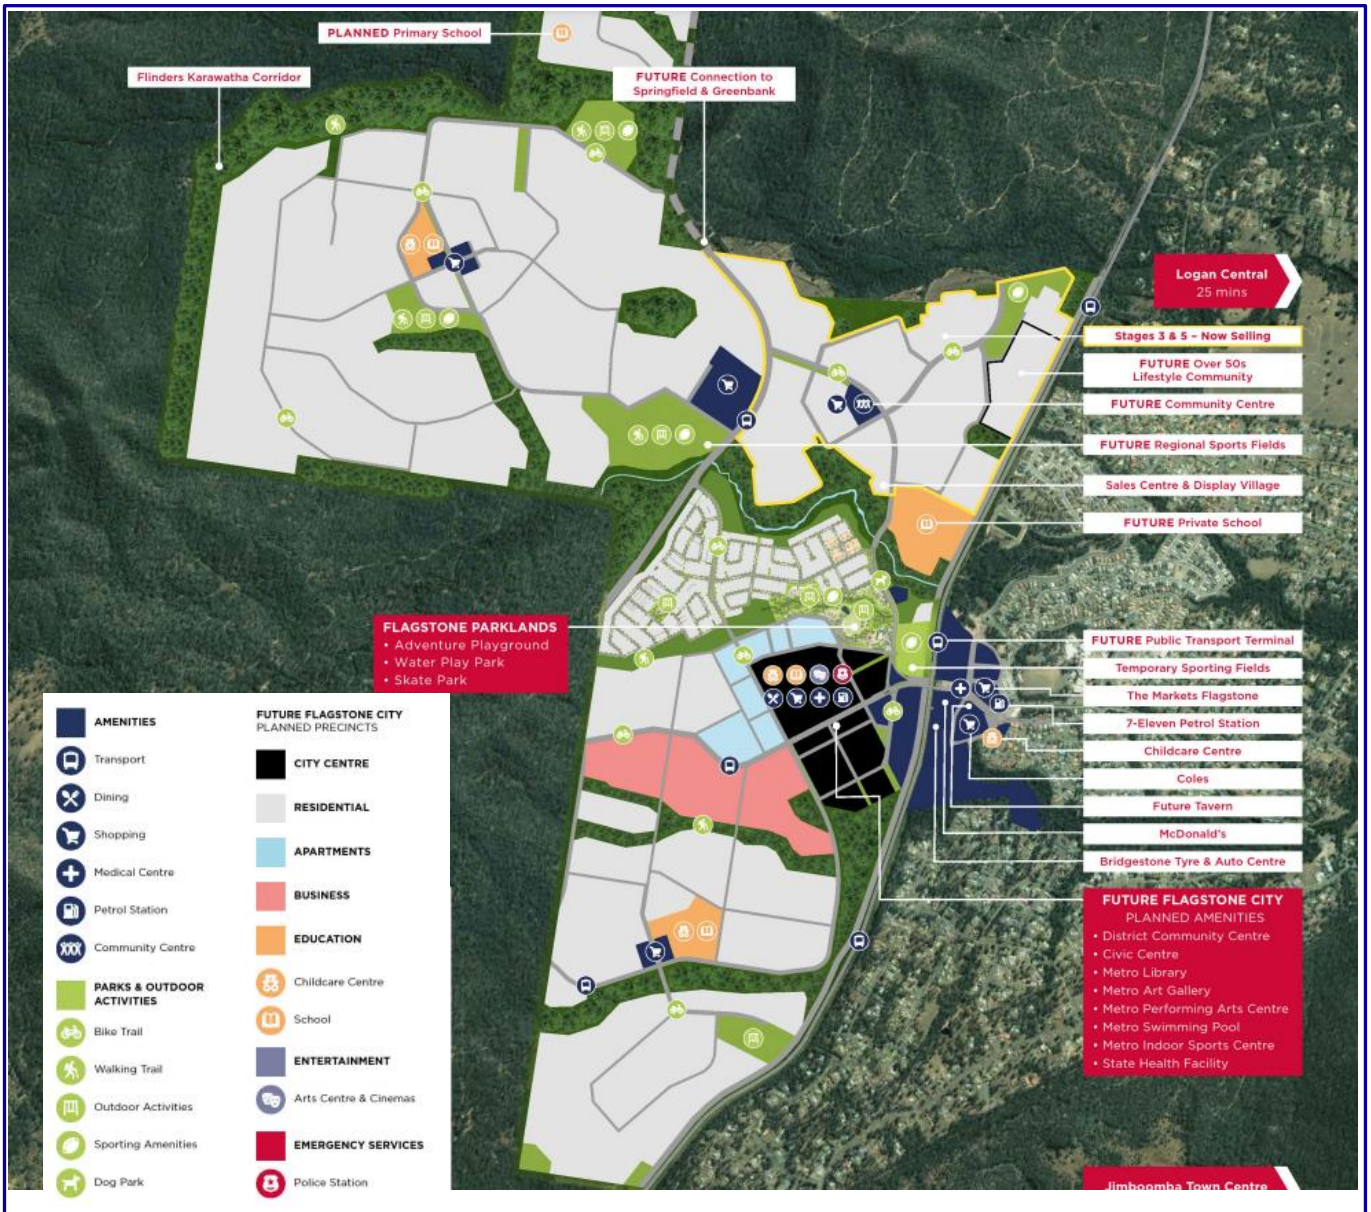 PLANNED Primary School
Flinders Karawatha Corridor
FUTURE Connection to
Springfield & Greenbank
Logan Central
25 mins
Stages 3 & 5 – Now Selling
FUTURE Over 50s
Lifestyle Community
FUTURE Community Centre
FUTURE Regional Sports Fields
Sales Centre & Display Village
FUTURE Private School
FLAGSTONE PARKLANDS
• Adventure Playground
• Water Play Park
• Skate Park
FUTURE Public Transport Terminal
Temporary Sporting Fields
The Markets Flagstone
7-Eleven Petrol Station
Childcare Centre
Coles
Future Tavern
McDonald's
Bridgestone Tyre & Auto Centre
FUTURE FLAGSTONE CITY
PLANNED AMENITIES
• District Community Centre
• Civic Centre
• Metro Library
• Metro Art Gallery
• Metro Performing Arts Centre
• Metro Swimming Pool
• Metro Indoor Sports Centre
• State Health Facility
Jimboomba Town Centre
AMENITIES
Transport
Dining
Shopping
Medical Centre
Petrol Station
Community Centre
PARKS & OUTDOOR
ACTIVITIES
Bike Trail
Walking Trail
Outdoor Activities
Sporting Amenities
Dog Park
FUTURE FLAGSTONE CITY
PLANNED PRECINCTS
CITY CENTRE
RESIDENTIAL
APARTMENTS
BUSINESS
EDUCATION
Childcare Centre
School
ENTERTAINMENT
Arts Centre & Cinemas
EMERGENCY SERVICES
Police Station